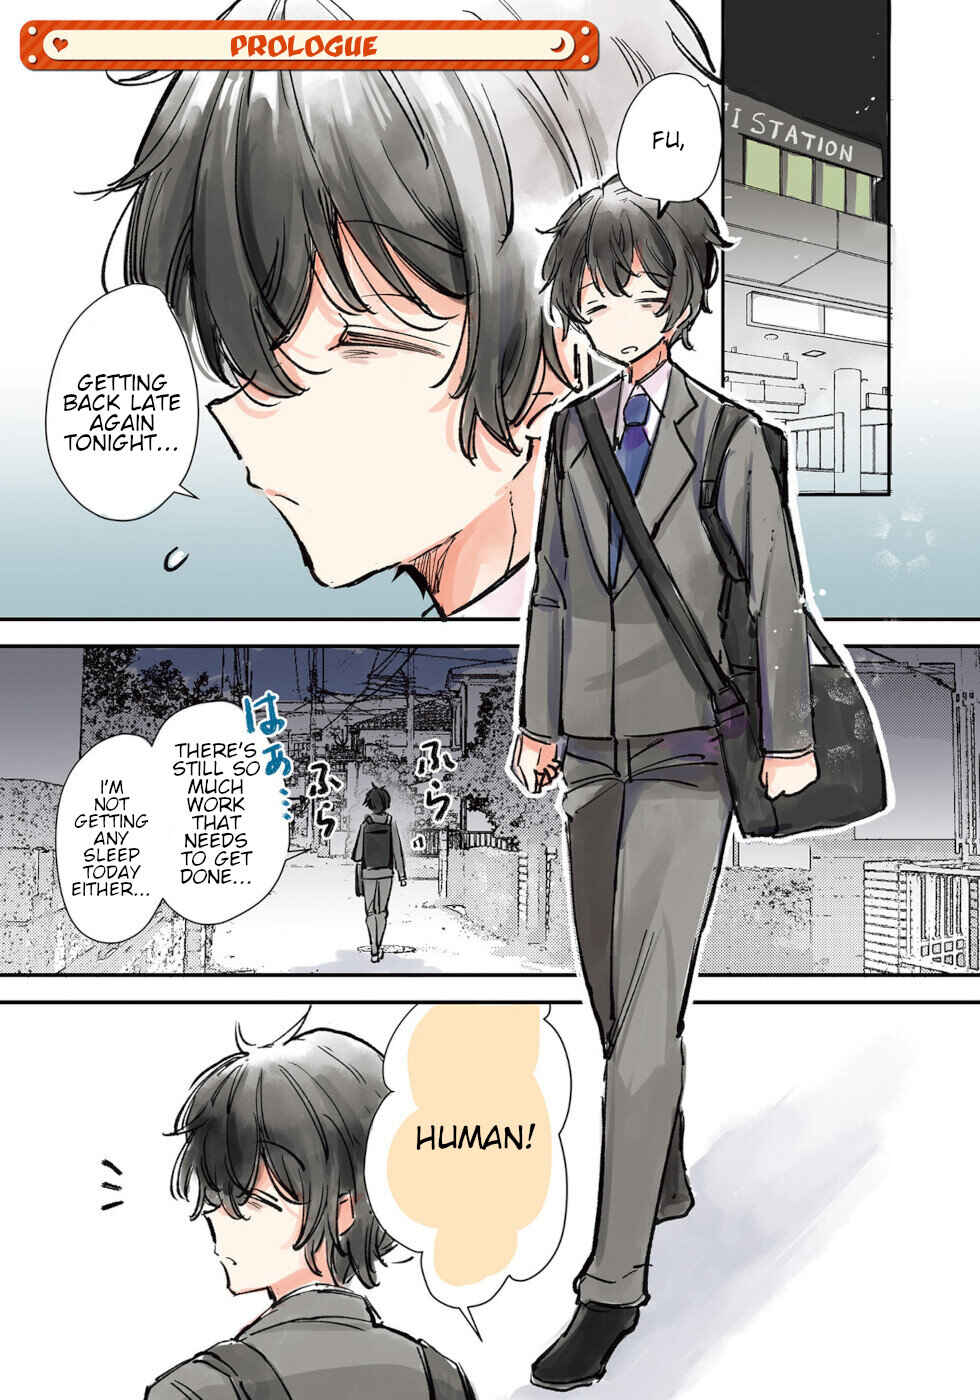 PROLOGUE
I STATION
FU,
GETTING
BACK LATE
AGAIN
TONIGHT...
THERE'S
STILL SO
MUCH
WORK
THAT
NEEDS
TO GET
DONE...
I'M
NOT
GETTING
ANY
SLEEP
TODAY
EITHER...
はぁ…
ふら
ふら
HUMAN!